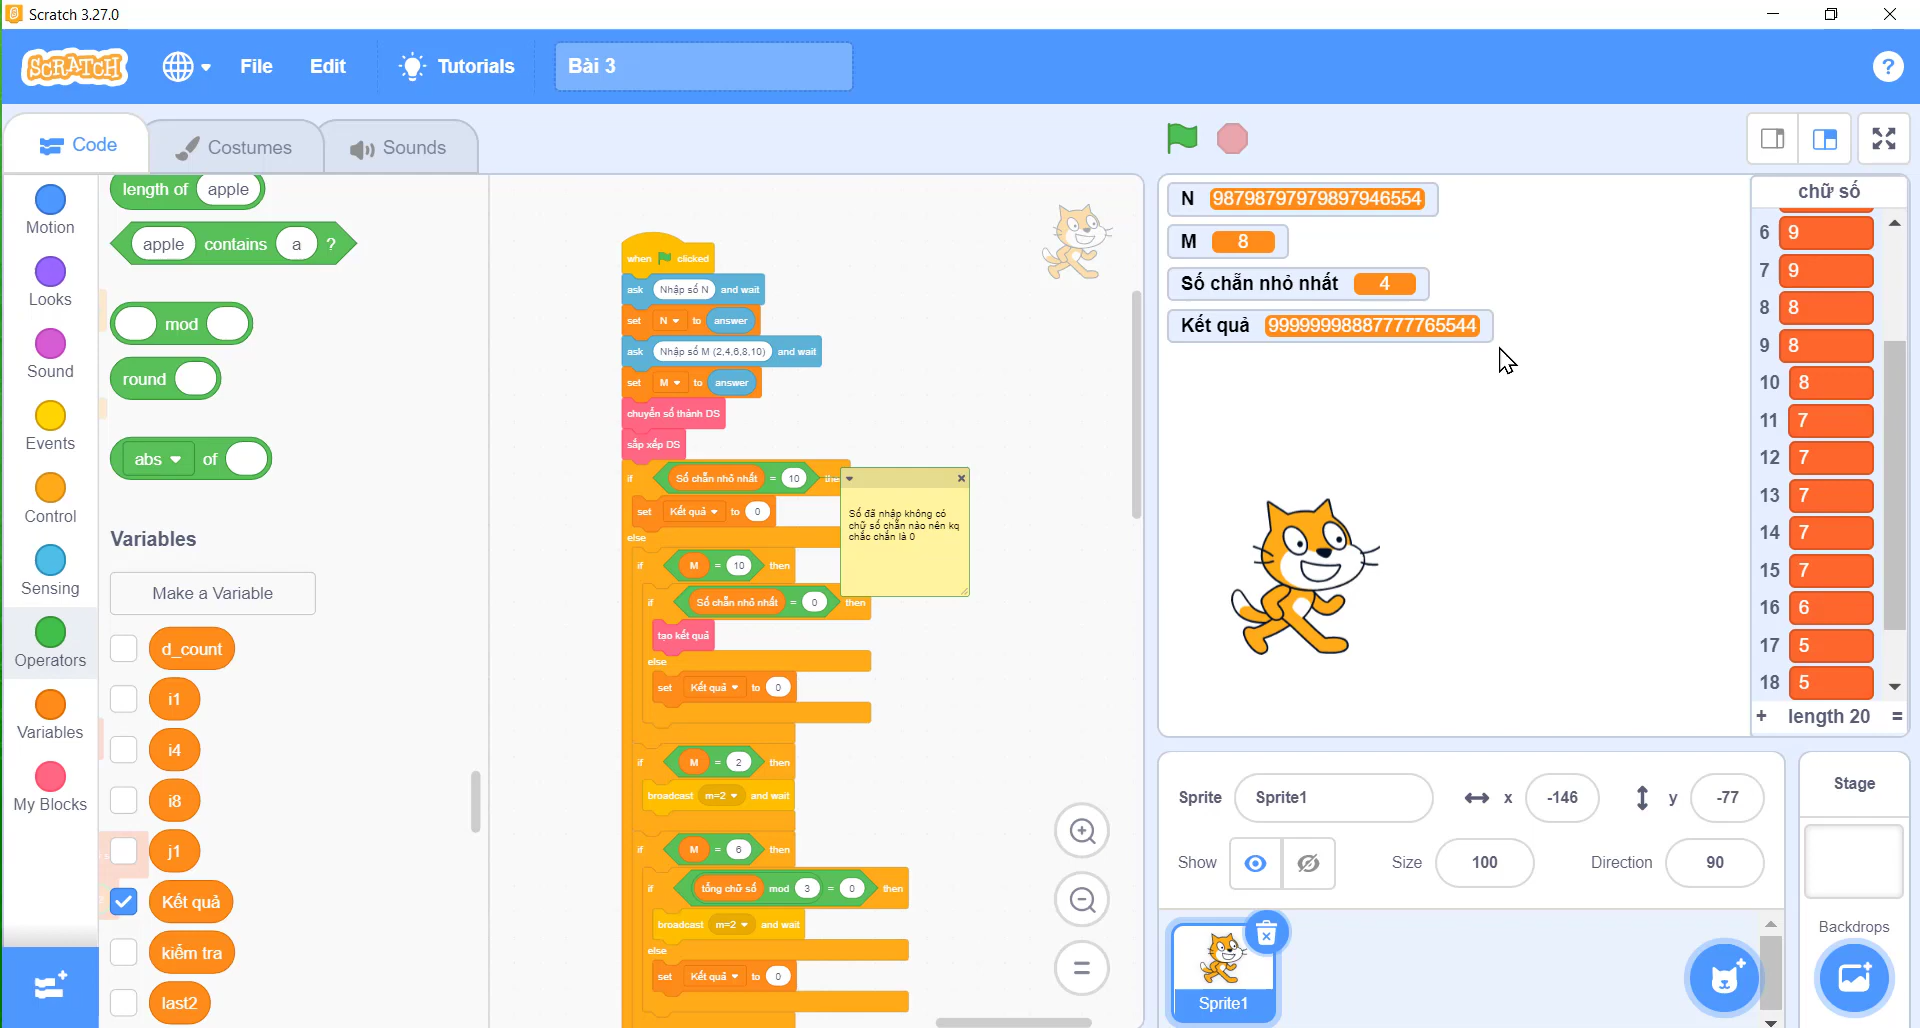 Scratch 3.27.0
SCRATCH
File
Edit
Tutorials
Bài 3
?
Code
Costumes
Sounds
Motion
Looks
Sound
Events
Control
Sensing
Operators
Variables
My Blocks
length of apple
apple contains a ?
mod
round
abs of
Variables
Make a Variable
d_count
i1
i4
i8
j1
Kết quả
kiểm tra
last2
when clicked
ask Nhập số N and wait
set N to answer
ask Nhập số M (2,4,6,8,10) and wait
set M to answer
chuyển số thành DS
sắp xếp DS
if Số chẵn nhỏ nhất = 10 then
set Kết quả to 0
else
if M = 10 then
if Số chẵn nhỏ nhất = 0 then
tạo kết quả
else
set Kết quả to 0
if M = 2 then
broadcast m=2 and wait
if M = 6 then
if tổng chữ số mod 3 = 0 then
broadcast m=2 and wait
else
set Kết quả to 0
Số đã nhập không có
chữ số chẵn nào nên kq
chắc chắn là 0
N 98798797979897946554
M 8
Số chẵn nhỏ nhất 4
Kết quả 99999998887777765544
chữ số
6 9
7 9
8 8
9 8
10 8
11 7
12 7
13 7
14 7
15 7
16 6
17 5
18 5
+ length 20 =
Sprite Sprite1 x -146 y -77
Show Size 100 Direction 90
Sprite1
Stage
Backdrops